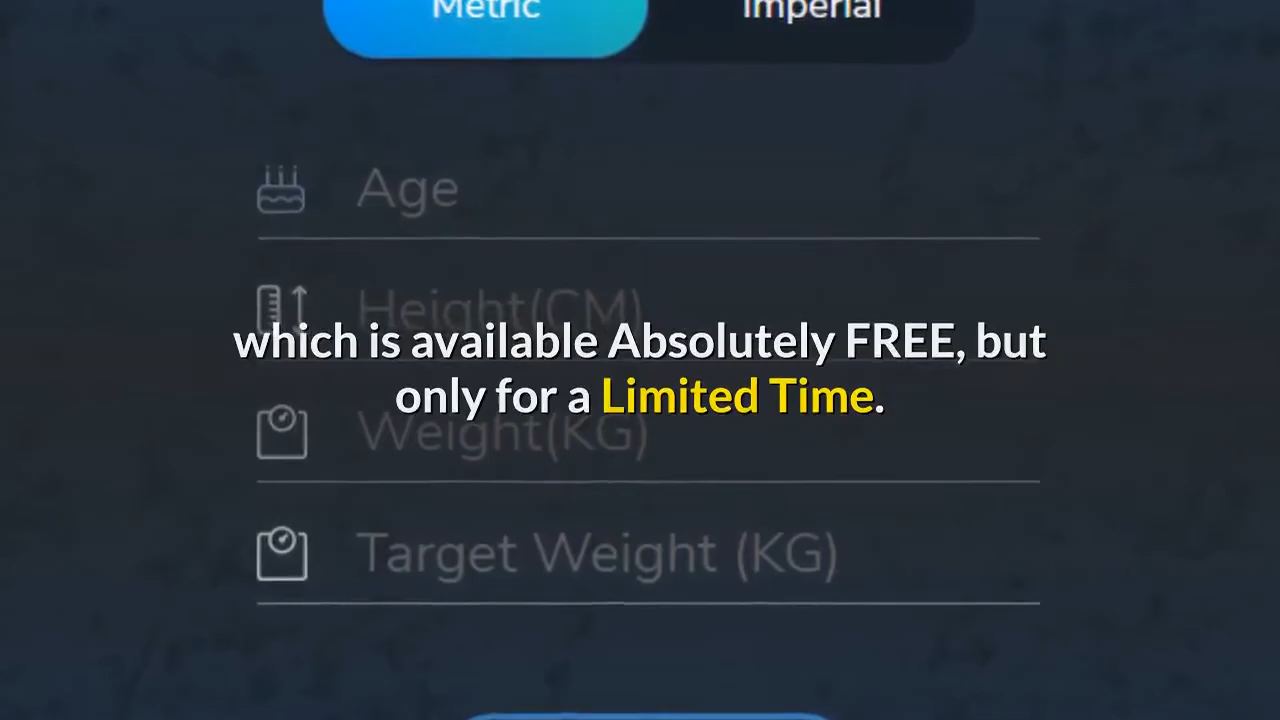 Metric Imperial
Age
Height(CM)
which is available Absolutely FREE, but
only for a Limited Time.
Weight(KG)
Target Weight (KG)